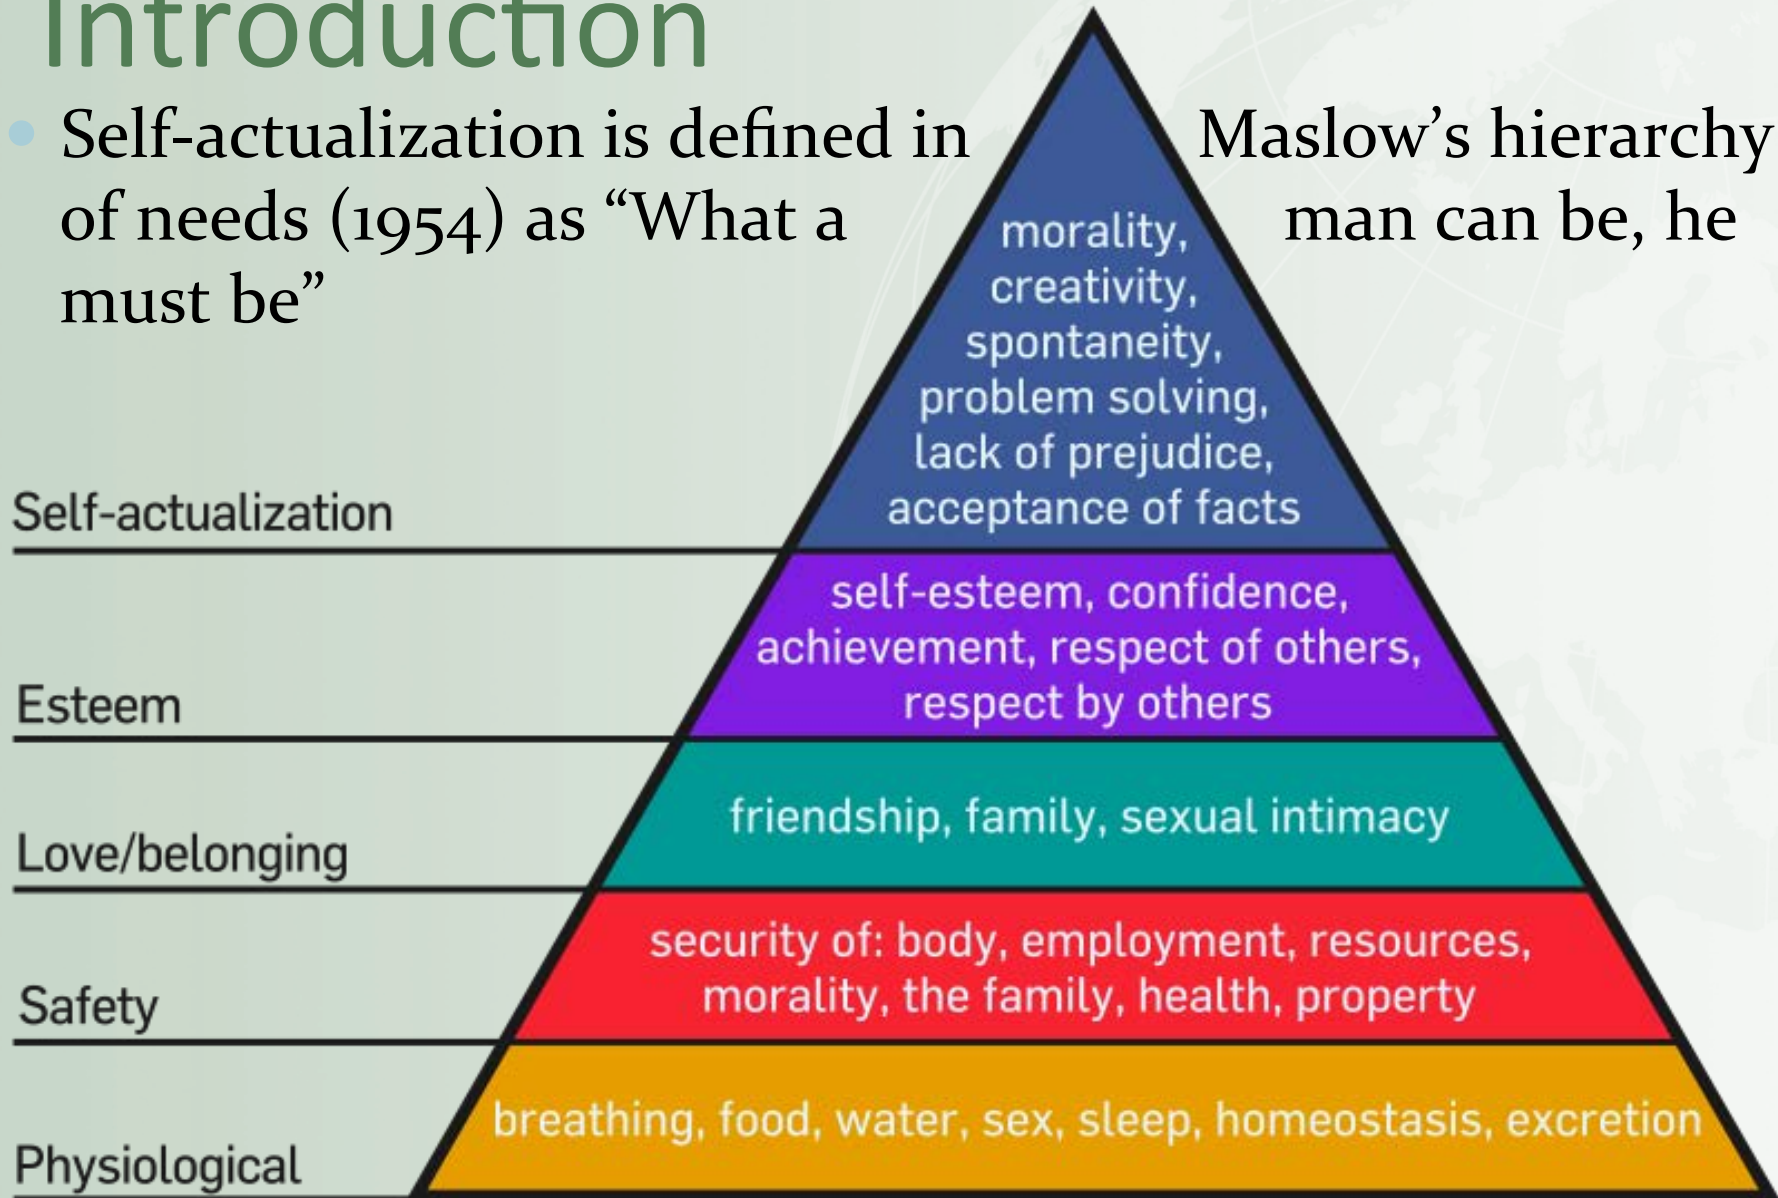 Introduction
Self-actualization is defined in Maslow’s hierarchy
of needs (1954) as “What a man can be, he
must be”
morality,
creativity,
spontaneity,
problem solving,
lack of prejudice,
acceptance of facts
Self-actualization
self-esteem, confidence,
achievement, respect of others,
respect by others
Esteem
friendship, family, sexual intimacy
Love/belonging
security of: body, employment, resources,
morality, the family, health, property
Safety
breathing, food, water, sex, sleep, homeostasis, excretion
Physiological